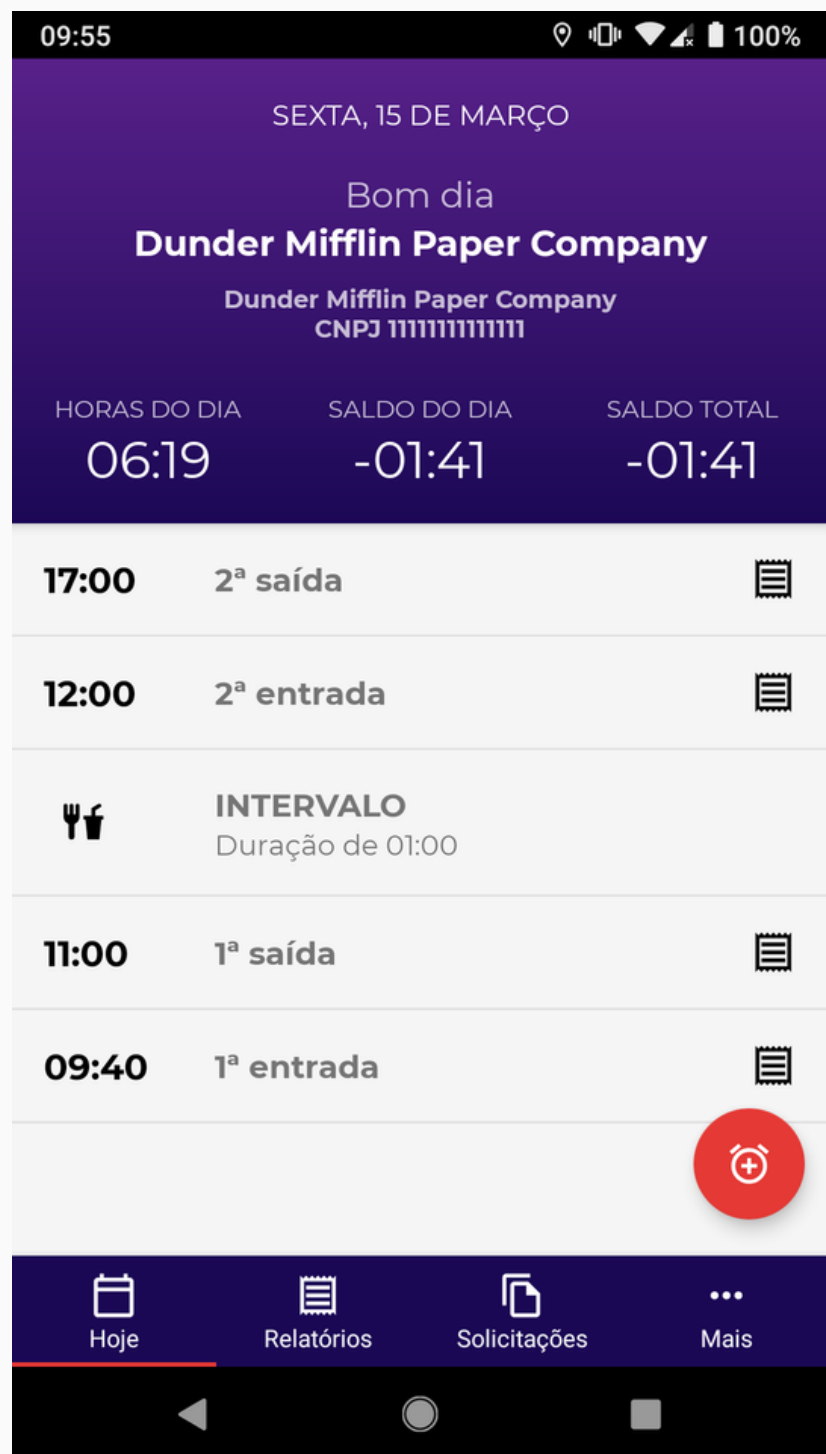 09:55 100%
SEXTA, 15 DE MARÇO
Bom dia
Dunder Mifflin Paper Company
Dunder Mifflin Paper Company
CNPJ 11111111111111
HORAS DO DIA SALDO DO DIA SALDO TOTAL
06:19 -01:41 -01:41
17:00 2ª saída
12:00 2ª entrada
INTERVALO
Duração de 01:00
11:00 1ª saída
09:40 1ª entrada
Hoje Relatórios Solicitações Mais